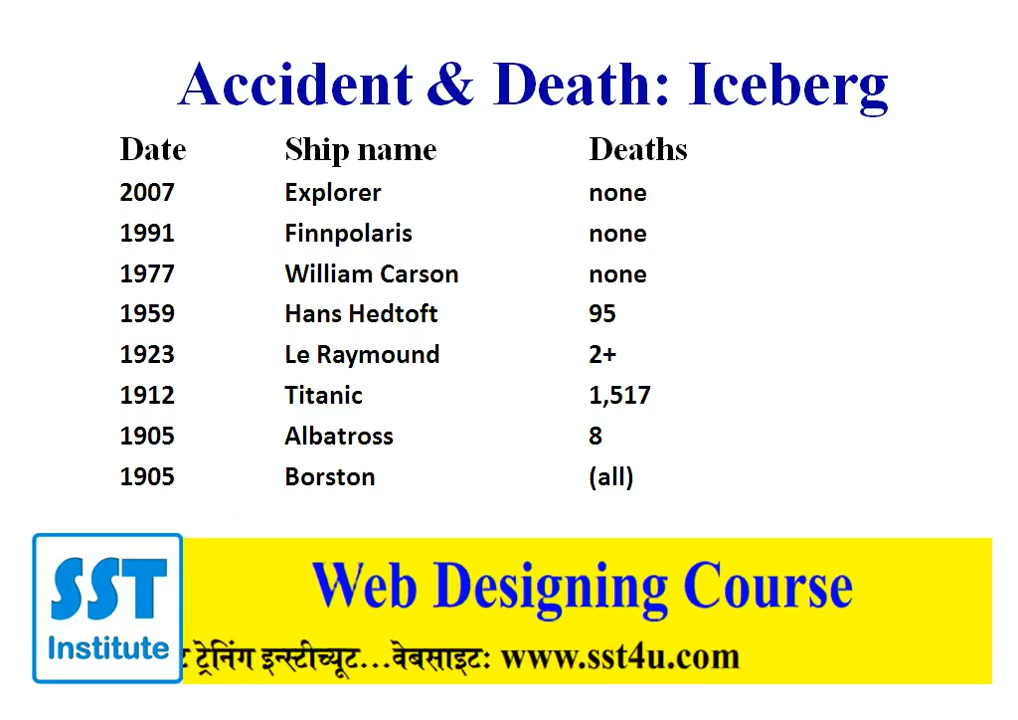 Accident & Death: Iceberg
Date Ship name Deaths
2007 Explorer none
1991 Finnpolaris none
1977 William Carson none
1959 Hans Hedtoft 95
1923 Le Raymound 2+
1912 Titanic 1,517
1905 Albatross 8
1905 Borston (all)
SST
Institute
Web Designing Course
ट्रेनिंग इन्स्टीच्यूट...वेबसाइट: www.sst4u.com